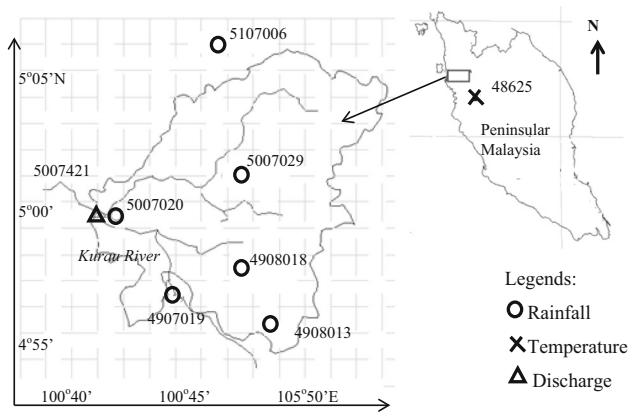 5107006
N
5°05'N
48625
Peninsular
Malaysia
5007029
5007421
5007020
5°00'
Kurau River
4908018
Legends:
Rainfall
4907019
4908013
Temperature
4°55'
Discharge
100°40'
100°45'
105°50'E